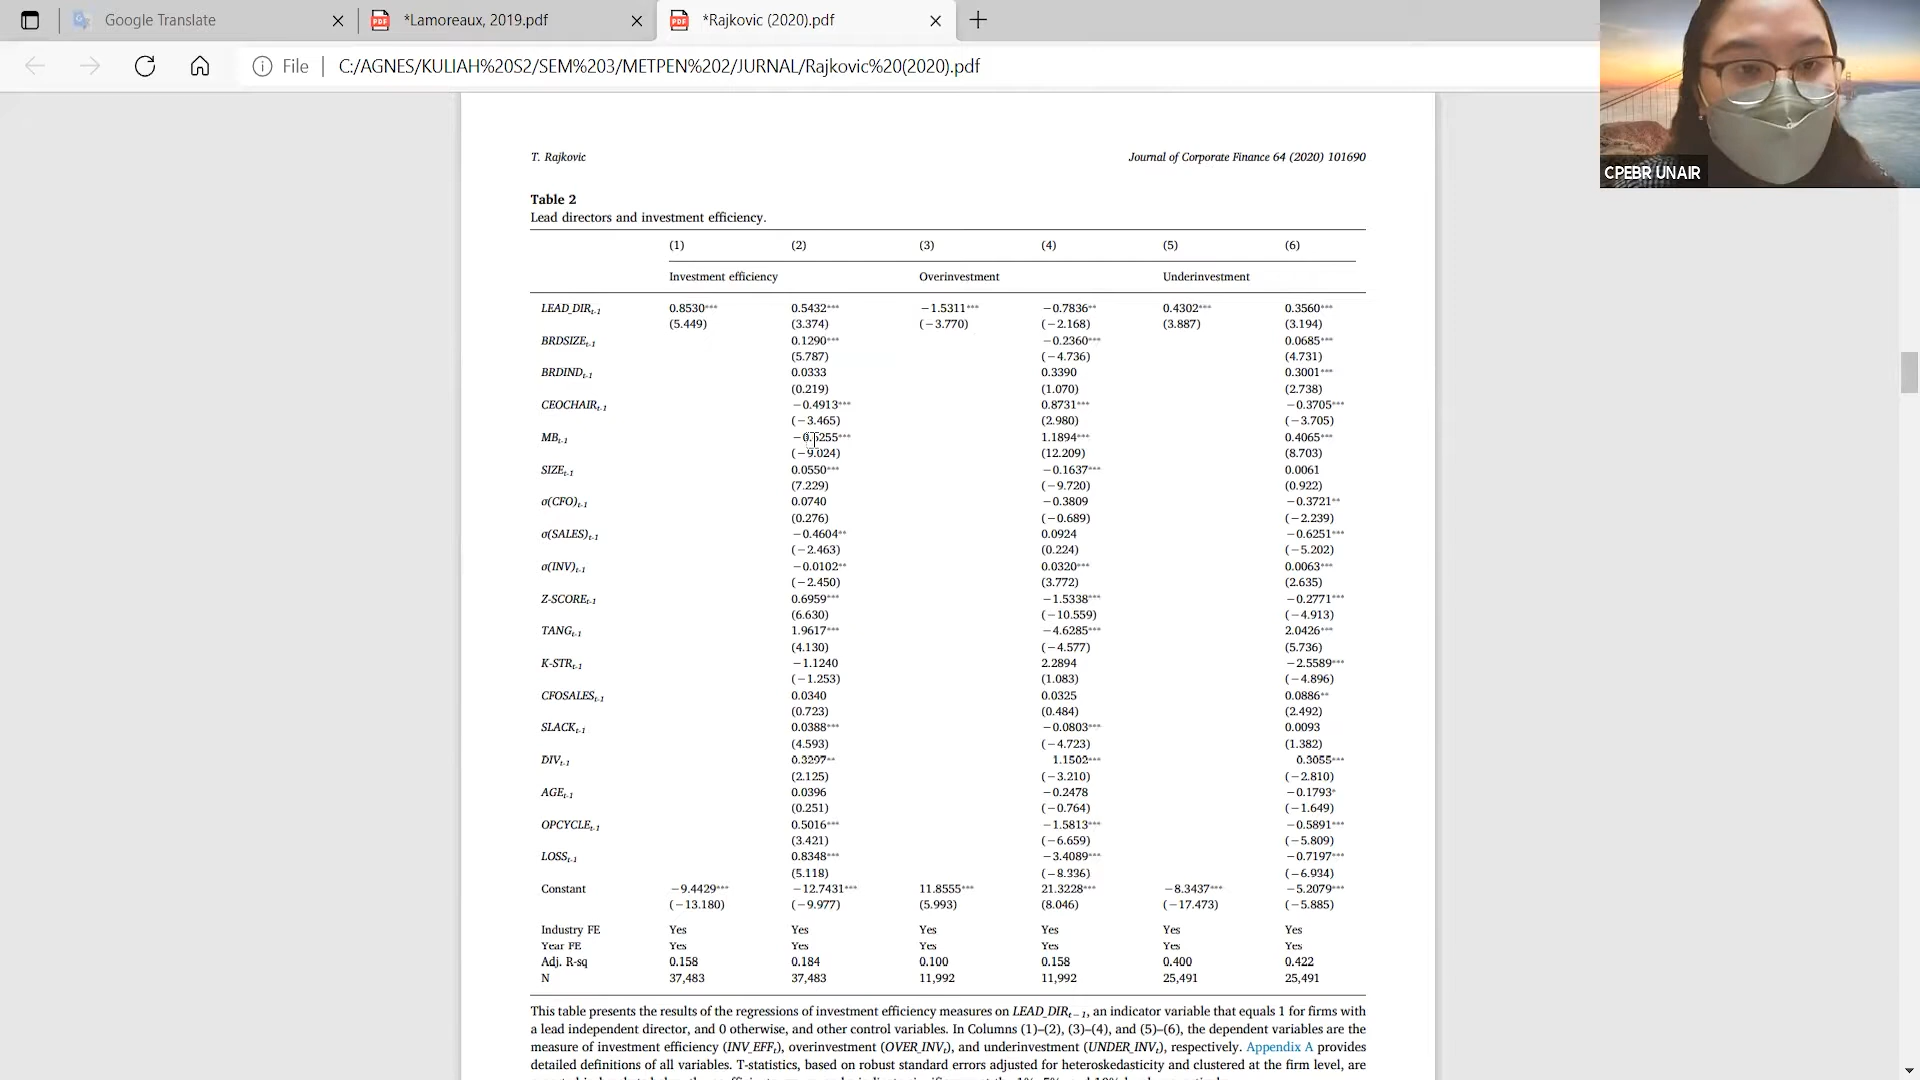 Google Translate
*Lamoreaux, 2019.pdf
*Rajkovic (2020).pdf
File
C:/AGNES/KULIAH%20S2/SEM%203/METPEN%202/JURNAL/Rajkovic%20(2020).pdf
CPEBR UNAIR
T. Rajkovic Journal of Corporate Finance 64 (2020) 101690
Table 2
Lead directors and investment efficiency.
(1) (2) (3) (4) (5) (6)
Investment efficiency Overinvestment Underinvestment
LEAD_DIRt-1 0.8530*** 0.5432*** −1.5311*** −0.7836** 0.4302*** 0.3560***
(5.449) (3.374) (−3.770) (−2.168) (3.887) (3.194)
BRDSIZEt-1 0.1290*** −0.2360*** 0.0685***
(5.787) (−4.736) (4.731)
BRDINDt-1 0.0333 0.3390 0.3001***
(0.219) (1.070) (2.738)
CEOCHAIRt-1 −0.4913*** 0.8731*** −0.3705***
(−3.465) (2.980) (−3.705)
MBt-1 1.1894*** 0.4065***
(−9.024) (12.209) (8.703)
SIZEt-1 0.0550*** −0.1637*** 0.0061
(7.229) (−9.720) (0.922)
σ(CFO)t-1 0.0740 −0.3809 −0.3721**
(0.276) (−0.689) (−2.239)
σ(SALES)t-1 −0.4604** 0.0924 −0.6251***
(−2.463) (0.224) (−5.202)
σ(INV)t-1 −0.0102** 0.0320*** 0.0063***
(−2.450) (3.772) (2.635)
Z-SCOREt-1 0.6959*** −1.5338*** −0.2771***
(6.630) (−10.559) (−4.913)
TANGt-1 1.9617*** −4.6285*** 2.0426***
(4.130) (−4.577) (5.736)
K-STRt-1 −1.1240 2.2894 −2.5589***
(−1.253) (1.083) (−4.896)
CFOSALESt-1 0.0340 0.0325 0.0886**
(0.723) (0.484) (2.492)
SLACKt-1 0.0388*** −0.0803*** 0.0093
(4.593) (−4.723) (1.382)
DIVt-1 0.3297** 1.1502*** 0.3055***
(2.125) (−3.210) (−2.810)
AGEt-1 0.0396 −0.2478 −0.1793*
(0.251) (−0.764) (−1.649)
OPCYCLEt-1 0.5016*** −1.5813*** −0.5891***
(3.421) (−6.659) (−5.809)
LOSSt-1 0.8348*** −3.4089*** −0.7197***
(5.118) (−8.336) (−6.934)
Constant −9.4429*** −12.7431*** 11.8555*** 21.3228*** −8.3437*** −5.2079***
(−13.180) (−9.977) (5.993) (8.046) (−17.473) (−5.885)
Industry FE Yes Yes Yes Yes Yes Yes
Year FE Yes Yes Yes Yes Yes Yes
Adj. R-sq 0.158 0.184 0.100 0.158 0.400 0.422
N 37,483 37,483 11,992 11,992 25,491 25,491
This table presents the results of the regressions of investment efficiency measures on LEAD_DIRt−1, an indicator variable that equals 1 for firms with
a lead independent director, and 0 otherwise, and other control variables. In Columns (1)–(2), (3)–(4), and (5)–(6), the dependent variables are the
measure of investment efficiency (INV_EFFt), overinvestment (OVER_INVt), and underinvestment (UNDER_INVt), respectively. Appendix A provides
detailed definitions of all variables. T-statistics, based on robust standard errors adjusted for heteroskedasticity and clustered at the firm level, are